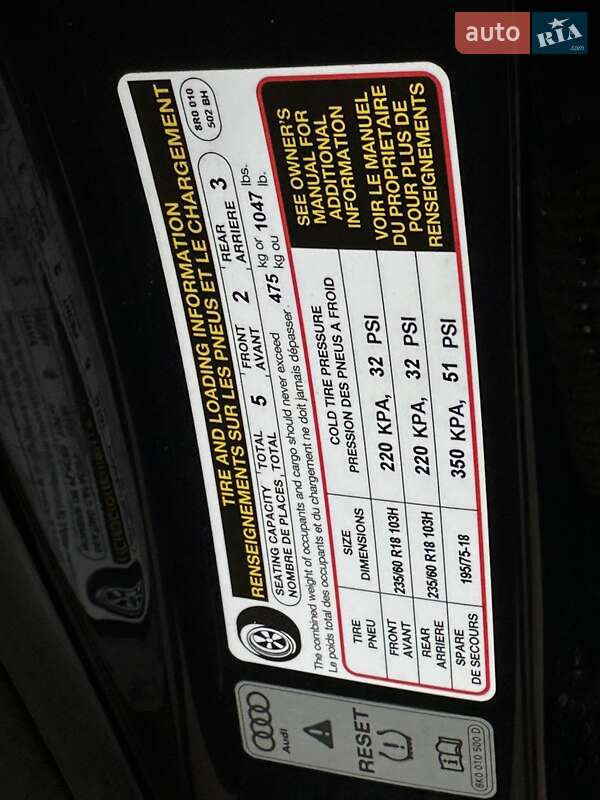 auto RIA.com
TIRE AND LOADING INFORMATION
RENSEIGNEMENTS SUR LES PNEUS ET LE CHARGEMENT
8R0 010
502 BH
SEATING CAPACITY TOTAL 5 FRONT 2 REAR 3
NOMBRE DE PLACES TOTAL AVANT ARRIERE
The combined weight of occupants and cargo should never exceed 475 kg or 1047 lbs.
Le poids total des occupants et du chargement ne doit jamais dépasser. kg ou lb.
TIRE SIZE COLD TIRE PRESSURE
PNEU DIMENSIONS PRESSION DES PNEUS A FROID
FRONT 235/60 R18 103H 220 KPA, 32 PSI
AVANT
REAR 235/60 R18 103H 220 KPA, 32 PSI
ARRIERE
SPARE 195/75-18 350 KPA, 51 PSI
DE SECOURS
SEE OWNER'S
MANUAL FOR
ADDITIONAL
INFORMATION
VOIR LE MANUEL
DU PROPRIETAIRE
POUR PLUS DE
RENSEIGNEMENTS
Audi
RESET
8K0 010 500 D